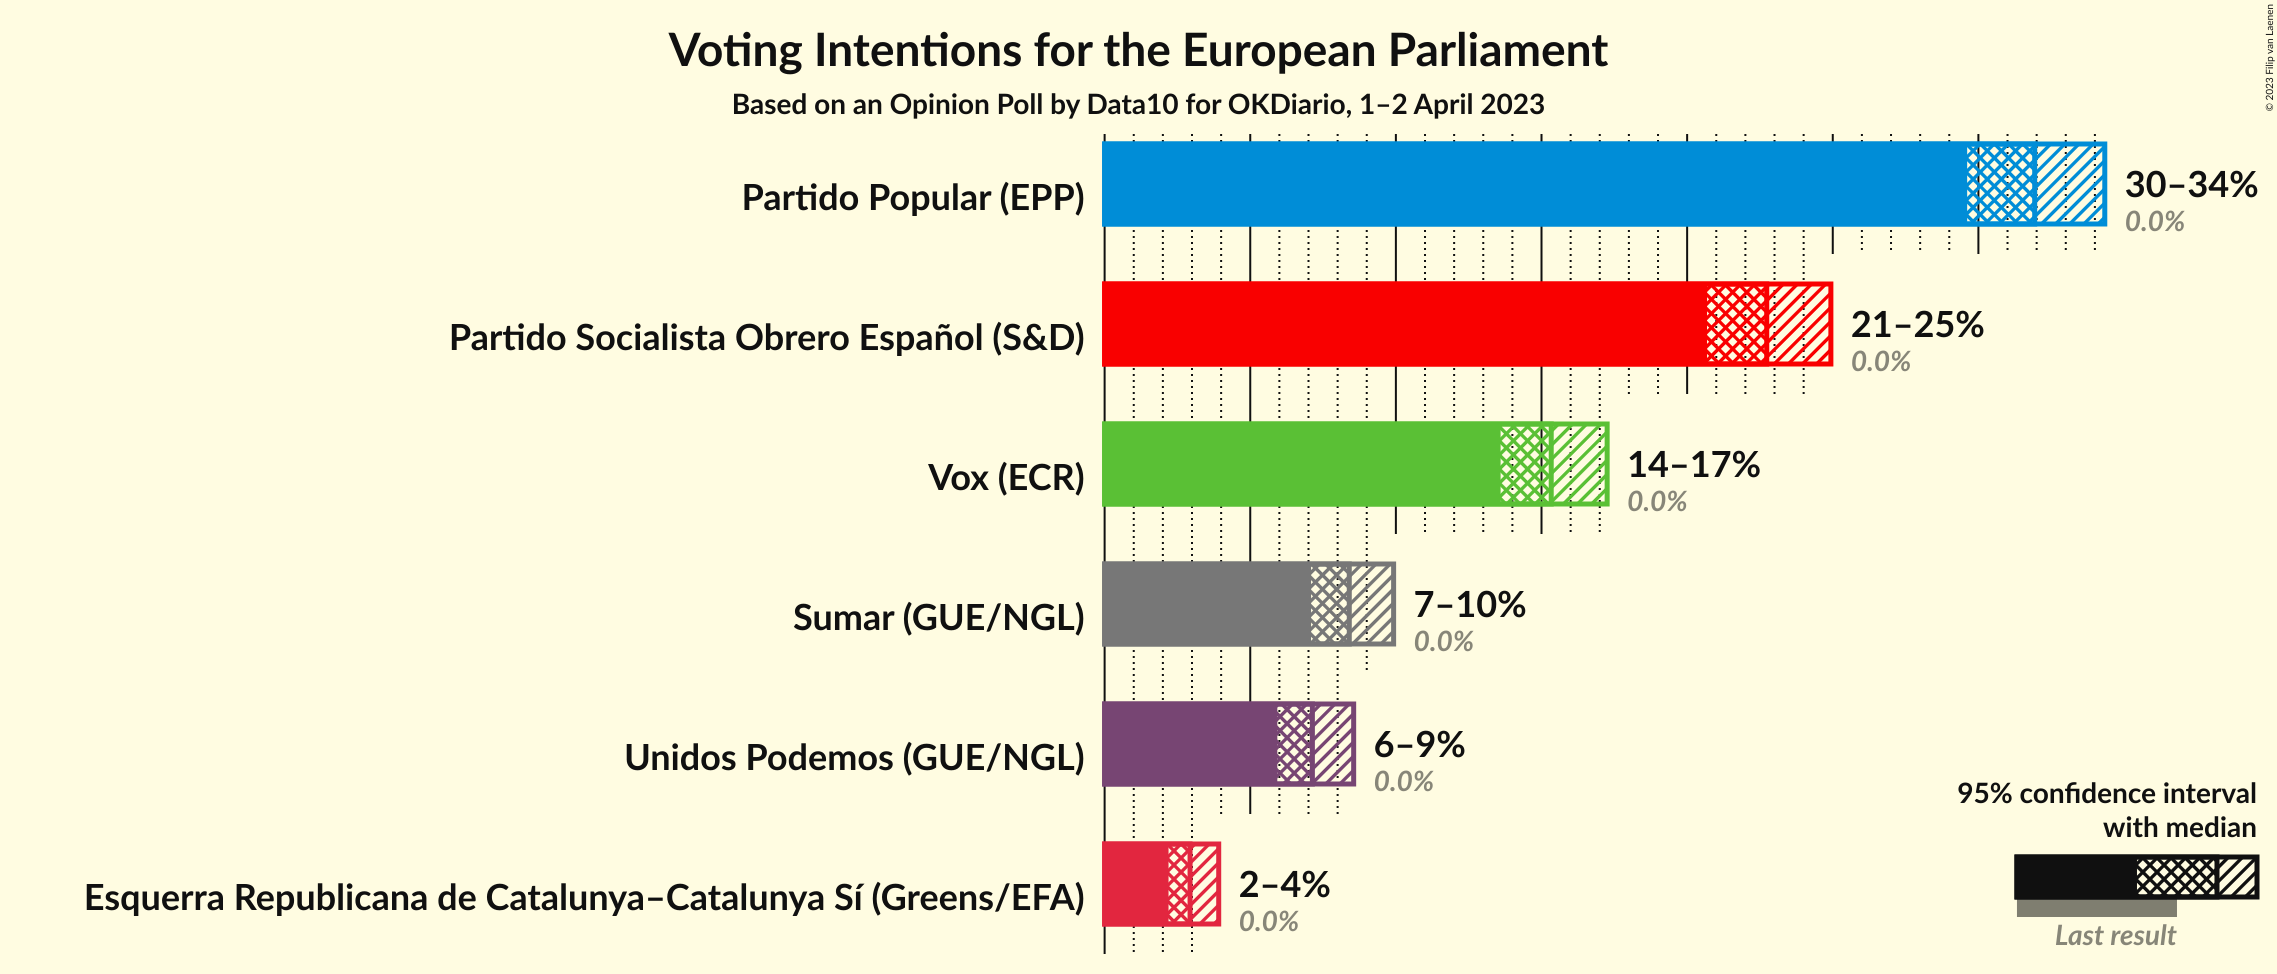 Voting Intentions for the European Parliament
Based on an Opinion Poll by Data10 for OKDiario, 1–2 April 2023
© 2023 Filip van Laenen
Partido Popular (EPP)
30–34%
0.0%
Partido Socialista Obrero Español (S&D)
21–25%
0.0%
Vox (ECR)
14–17%
0.0%
Sumar (GUE/NGL)
7–10%
0.0%
Unidos Podemos (GUE/NGL)
6–9%
0.0%
Esquerra Republicana de Catalunya–Catalunya Sí (Greens/EFA)
2–4%
0.0%
95% confidence interval
with median
Last result